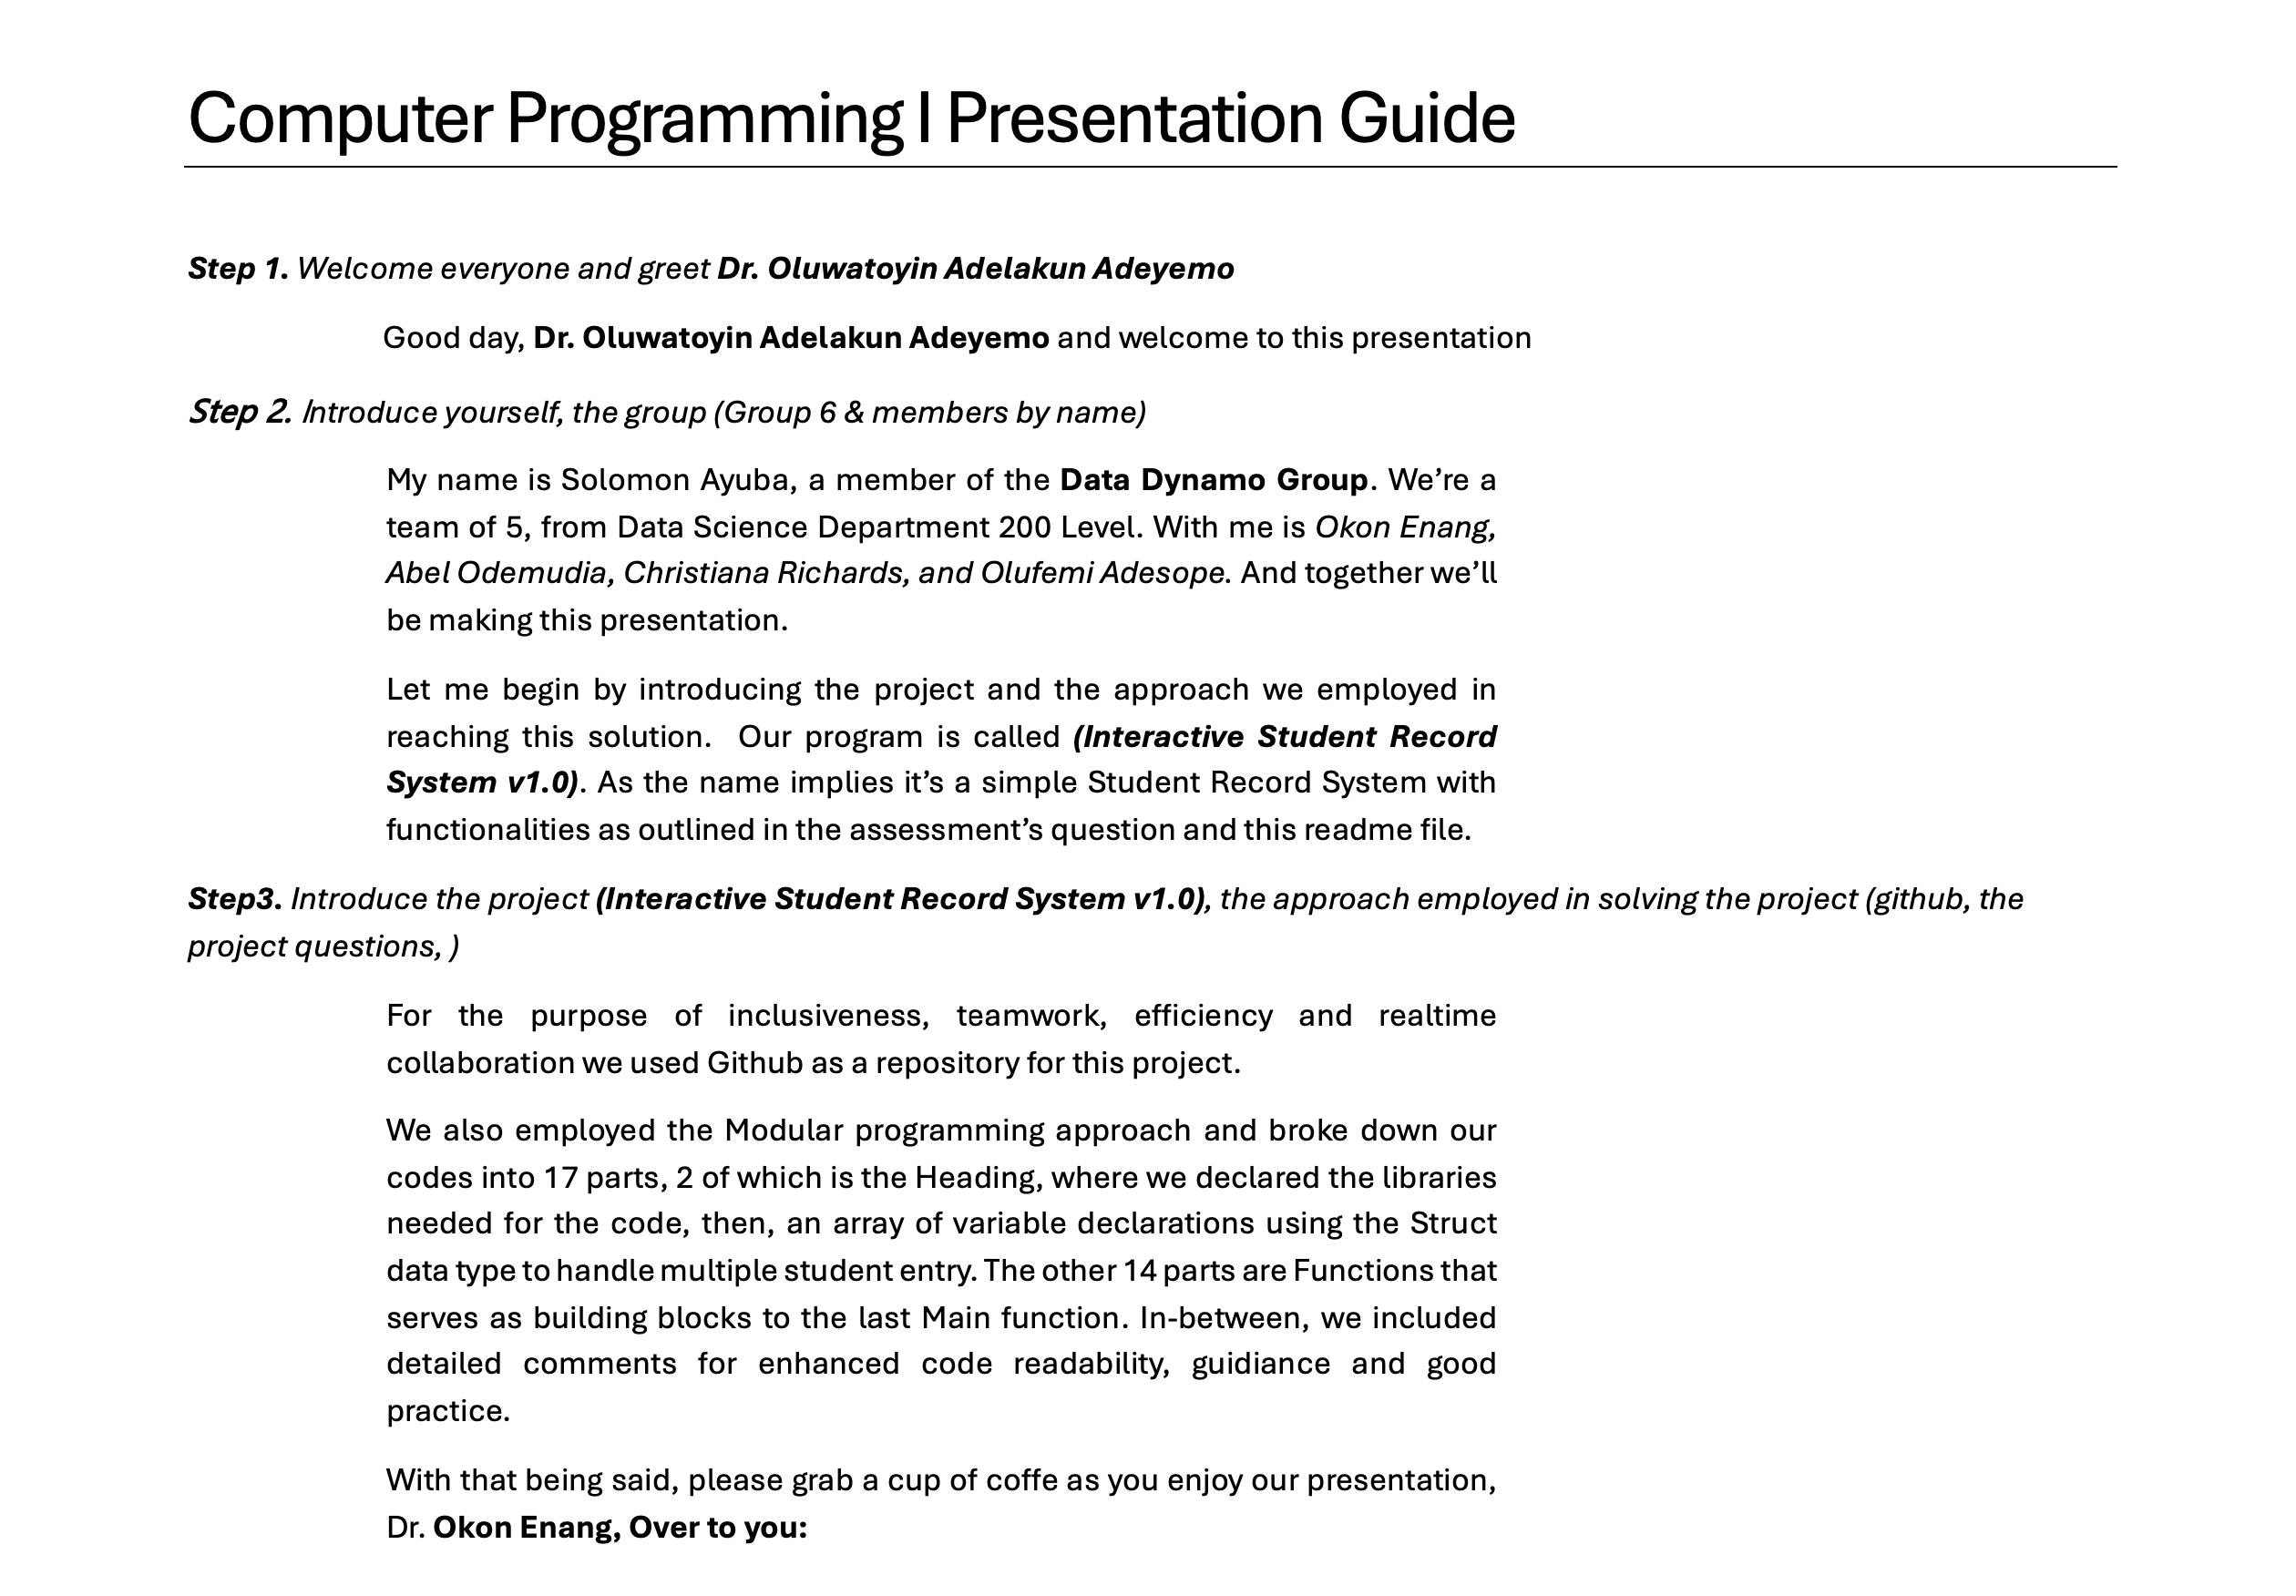 Computer Programming I Presentation Guide
Step 1. Welcome everyone and greet Dr. Oluwatoyin Adelakun Adeyemo
Good day, Dr. Oluwatoyin Adelakun Adeyemo and welcome to this presentation
Step 2. Introduce yourself, the group (Group 6 & members by name)
My name is Solomon Ayuba, a member of the Data Dynamo Group. We’re a
team of 5, from Data Science Department 200 Level. With me is Okon Enang,
Abel Odemudia, Christiana Richards, and Olufemi Adesope. And together we’ll
be making this presentation.
Let me begin by introducing the project and the approach we employed in
reaching this solution.  Our program is called (Interactive Student Record
System v1.0). As the name implies it’s a simple Student Record System with
functionalities as outlined in the assessment’s question and this readme file.
Step3. Introduce the project (Interactive Student Record System v1.0), the approach employed in solving the project (github, the
project questions, )
For the purpose of inclusiveness, teamwork, efficiency and realtime
collaboration we used Github as a repository for this project.
We also employed the Modular programming approach and broke down our
codes into 17 parts, 2 of which is the Heading, where we declared the libraries
needed for the code, then, an array of variable declarations using the Struct
data type to handle multiple student entry. The other 14 parts are Functions that
serves as building blocks to the last Main function. In-between, we included
detailed comments for enhanced code readability, guidiance and good
practice.
With that being said, please grab a cup of coffe as you enjoy our presentation,
Dr. Okon Enang, Over to you: